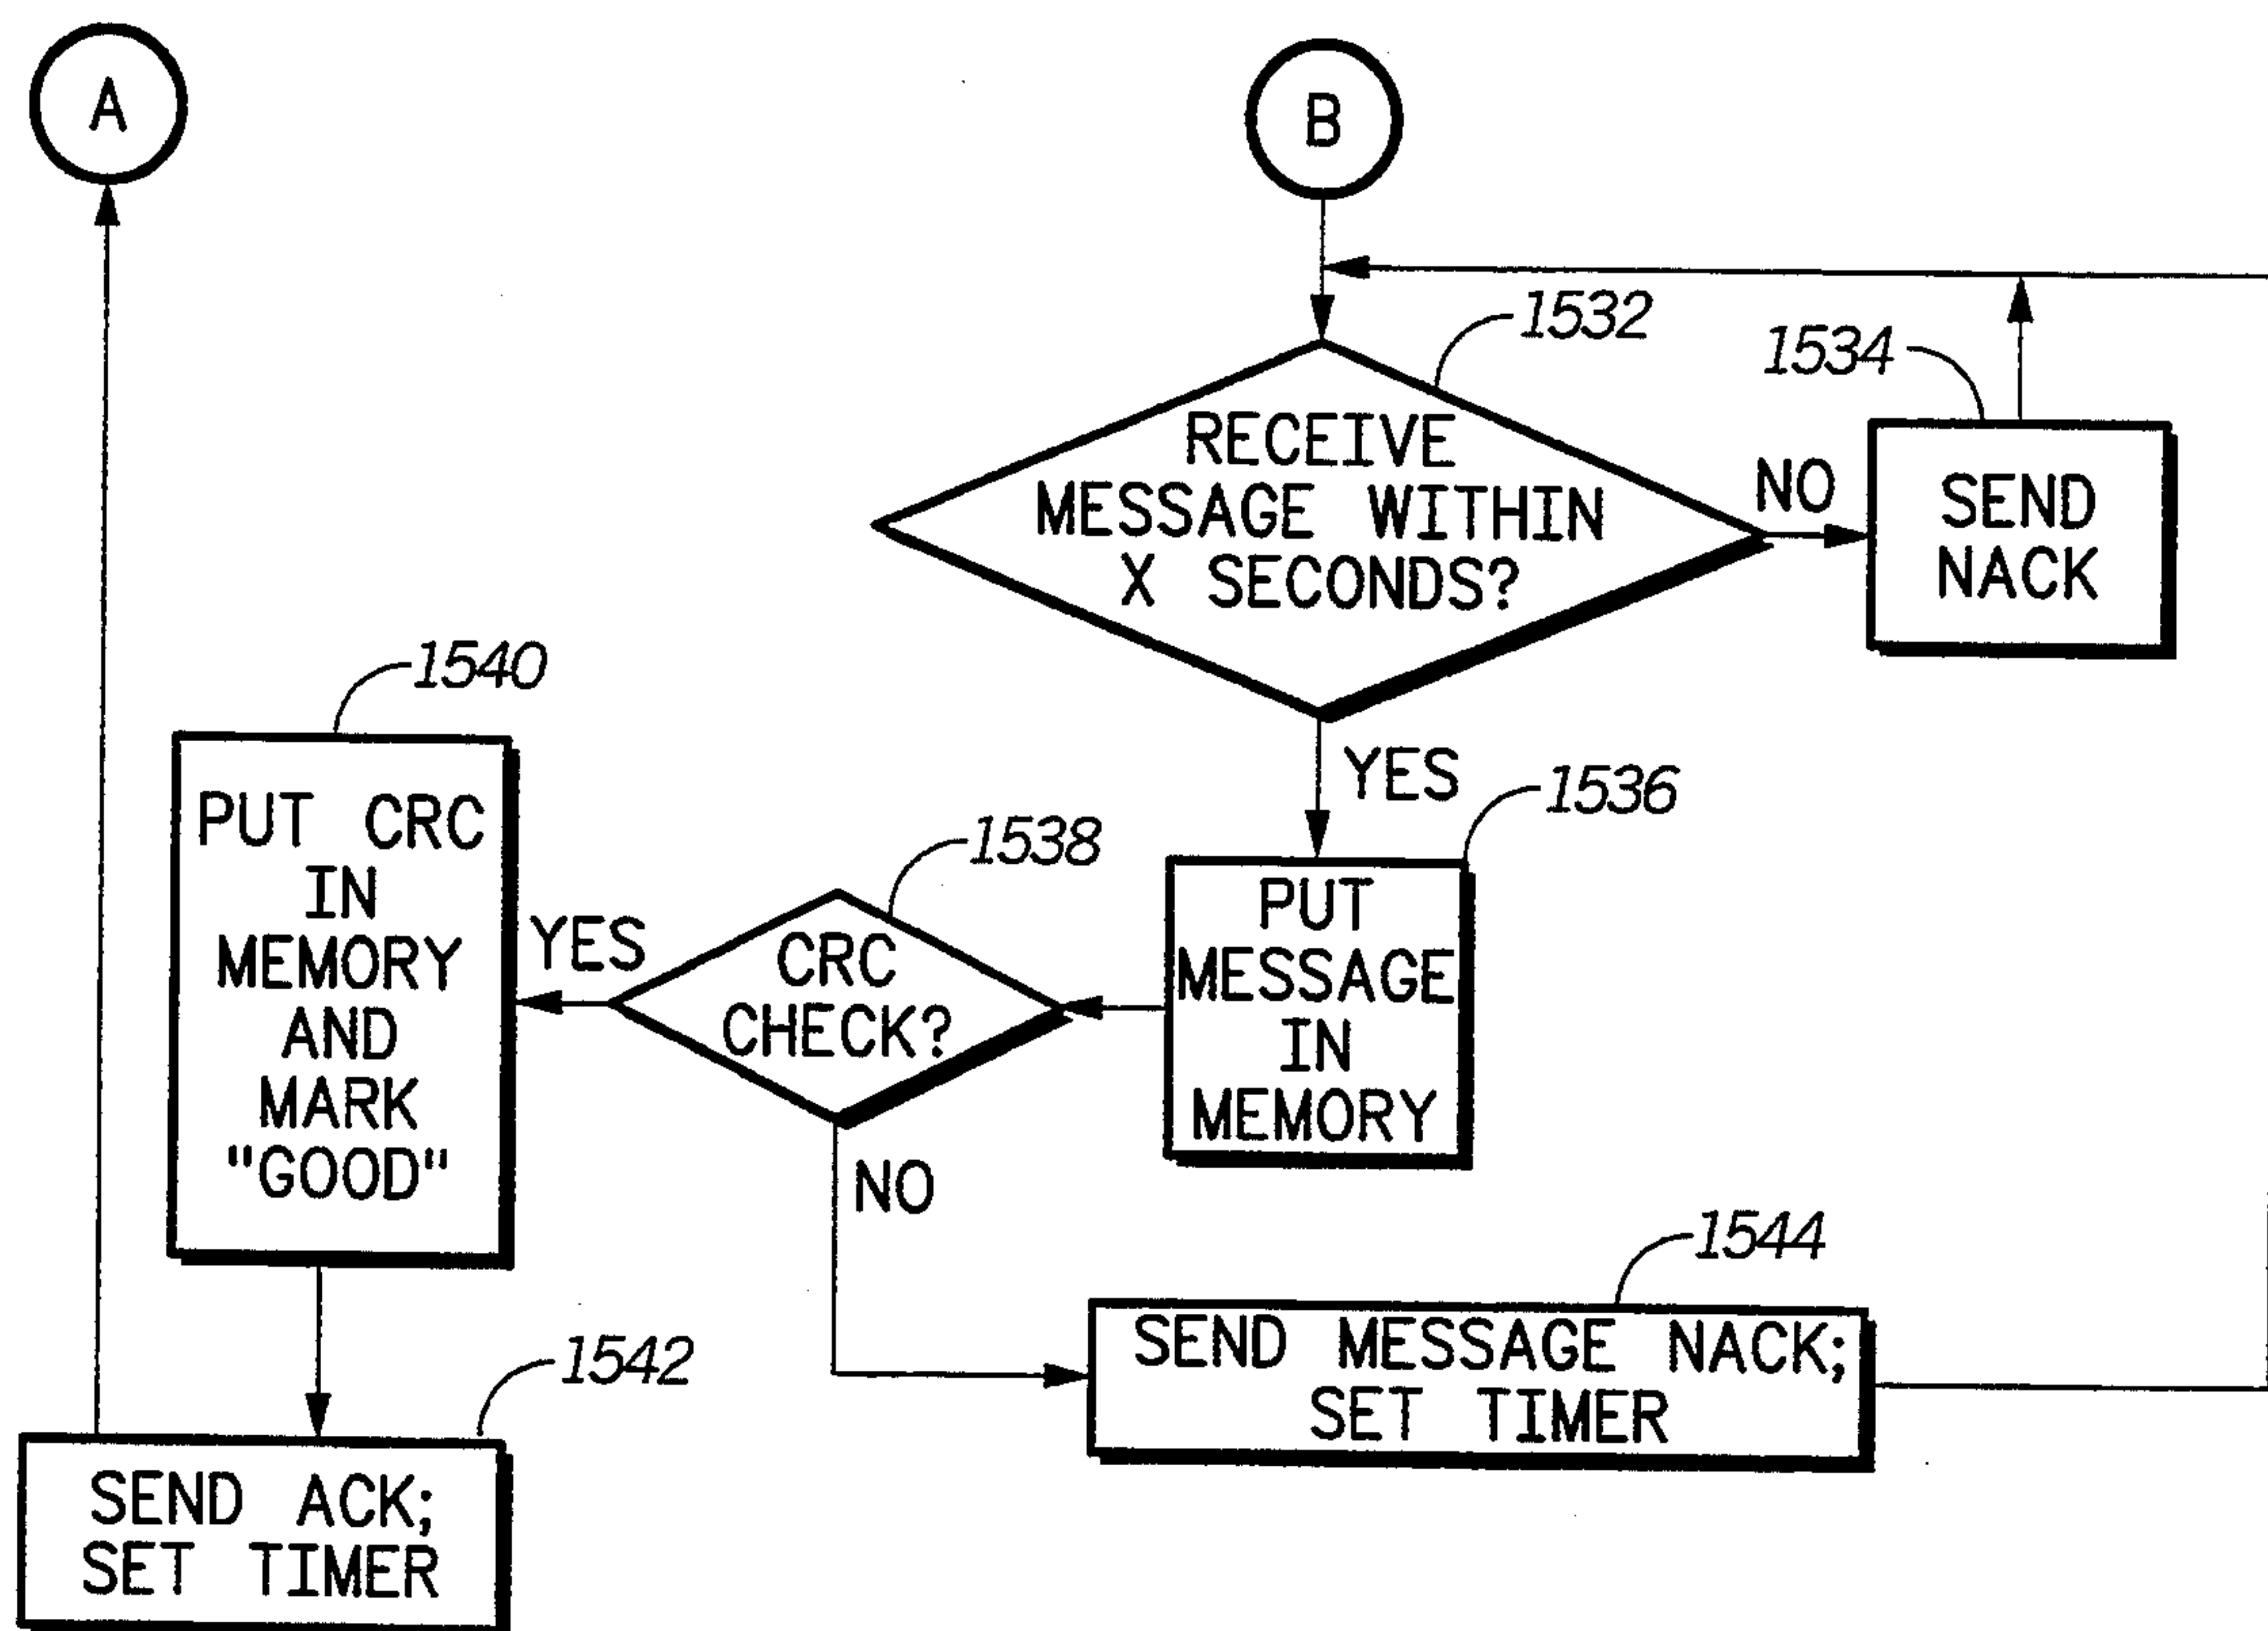 A
B
1532
1534
RECEIVE
MESSAGE WITHIN
X SECONDS?
NO
SEND
NACK
1540
YES
1536
1538
PUT CRC
IN
MEMORY
AND
MARK
"GOOD"
YES
CRC
CHECK?
PUT
MESSAGE
IN
MEMORY
NO
1544
SEND MESSAGE NACK;
SET TIMER
1542
SEND ACK;
SET TIMER